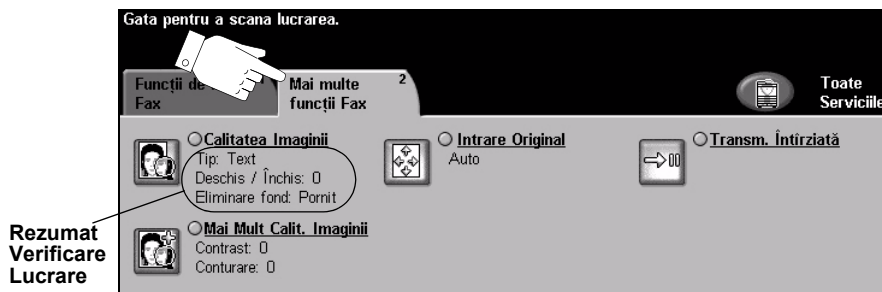 Gata pentru a scana lucrarea.
Funcții de
Fax
Mai multe
funcții Fax
2
Toate
Serviciile
Calitatea Imaginii
Tip: Text
Deschis / Închis: 0
Eliminare fond: Pornit
Intrare Original
Auto
Transm. Întîrziată
Mai Mult Calit. Imaginii
Contrast: 0
Conturare: 0
Rezumat
Verificare
Lucrare